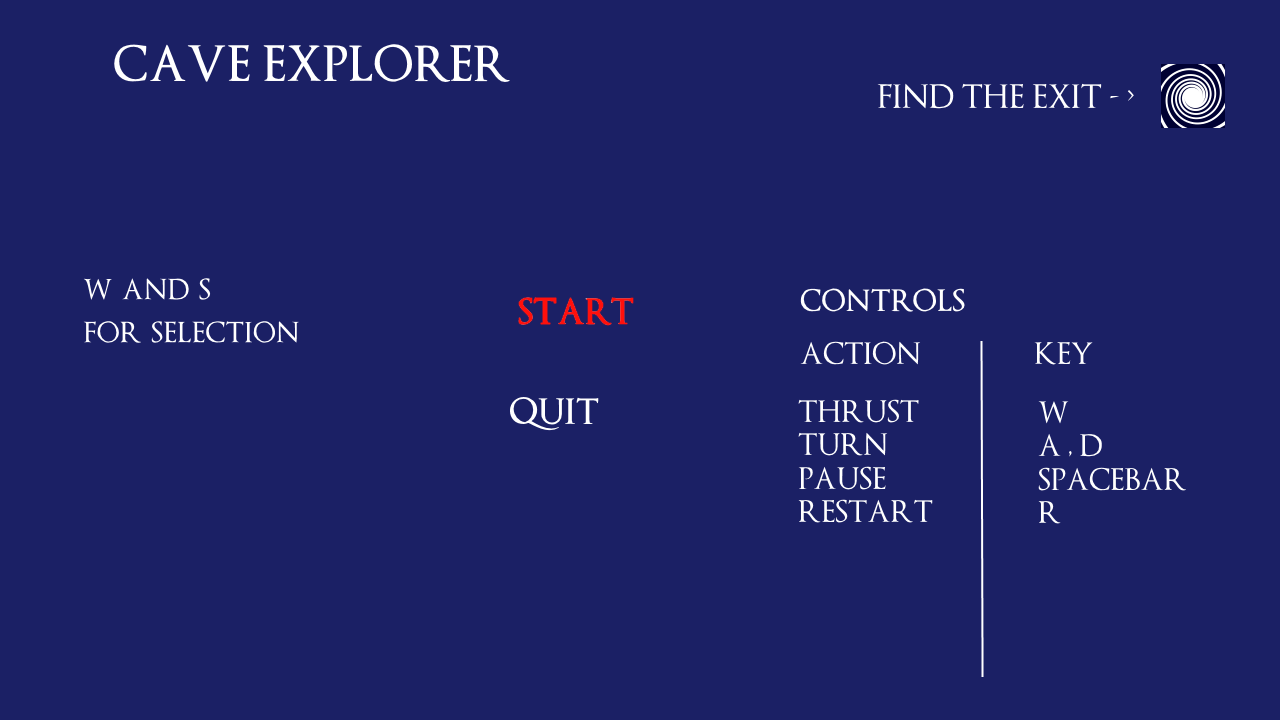 CAVE EXPLORER
FIND THE EXIT - >
W AND S
FOR SELECTION
START
QUIT
CONTROLS
ACTION KEY
THRUST W
TURN A , D
PAUSE SPACEBAR
RESTART R